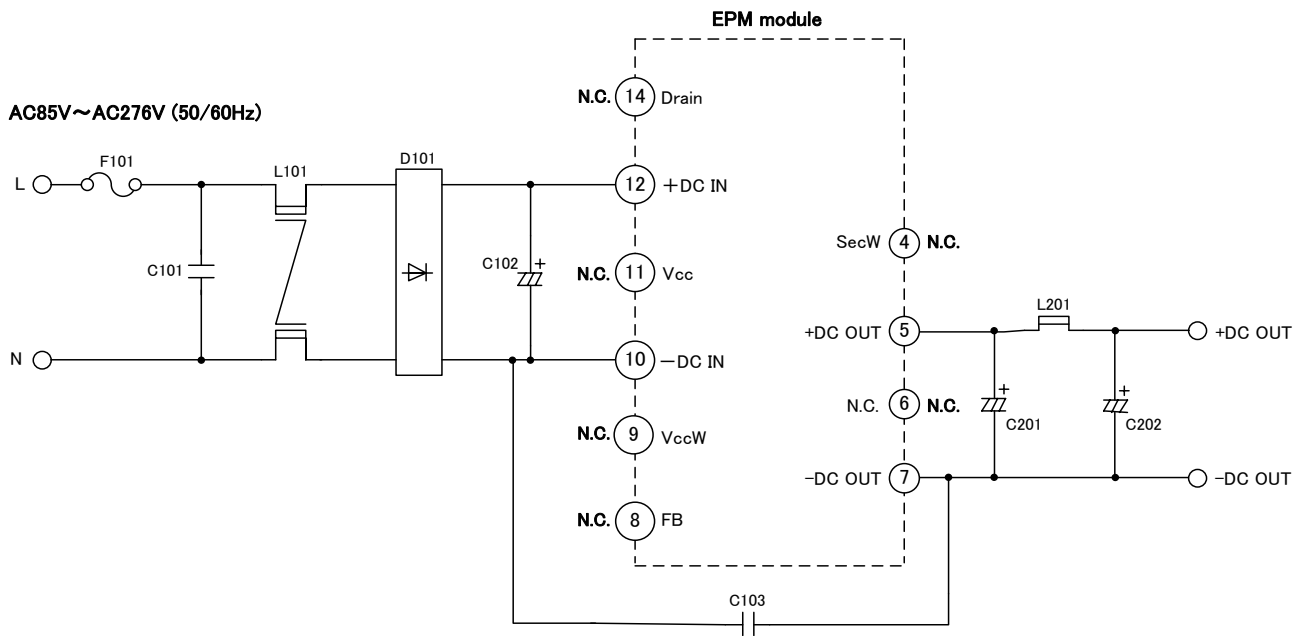 EPM module
N.C. 14 Drain
AC85V～AC276V (50/60Hz)
F101
L101
D101
L
12 ＋DC IN
SecW 4 N.C.
C101
C102 +
N.C. 11 Vcc
L201
+DC OUT 5
+DC OUT
N
10 －DC IN
N.C. 6 N.C.
+
C201
+
C202
N.C. 9 VccW
-DC OUT 7
-DC OUT
N.C. 8 FB
C103